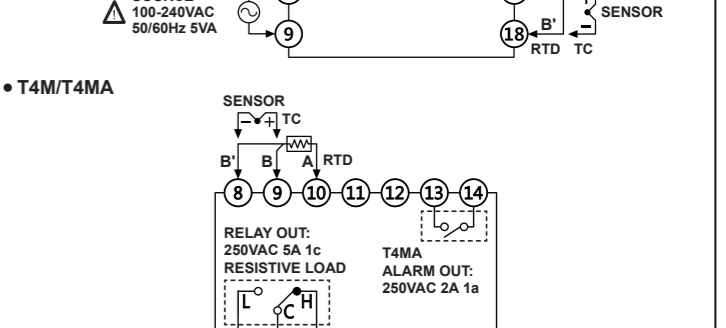 SOURCE
100-240VAC
50/60Hz 5VA
9
18
B'
RTD TC
+
−
SENSOR
● T4M/T4MA
SENSOR
− + TC
B' B A RTD
8 9 10 11 12 13 14
RELAY OUT:
250VAC 5A 1c
RESISTIVE LOAD
L C H
T4MA
ALARM OUT:
250VAC 2A 1a